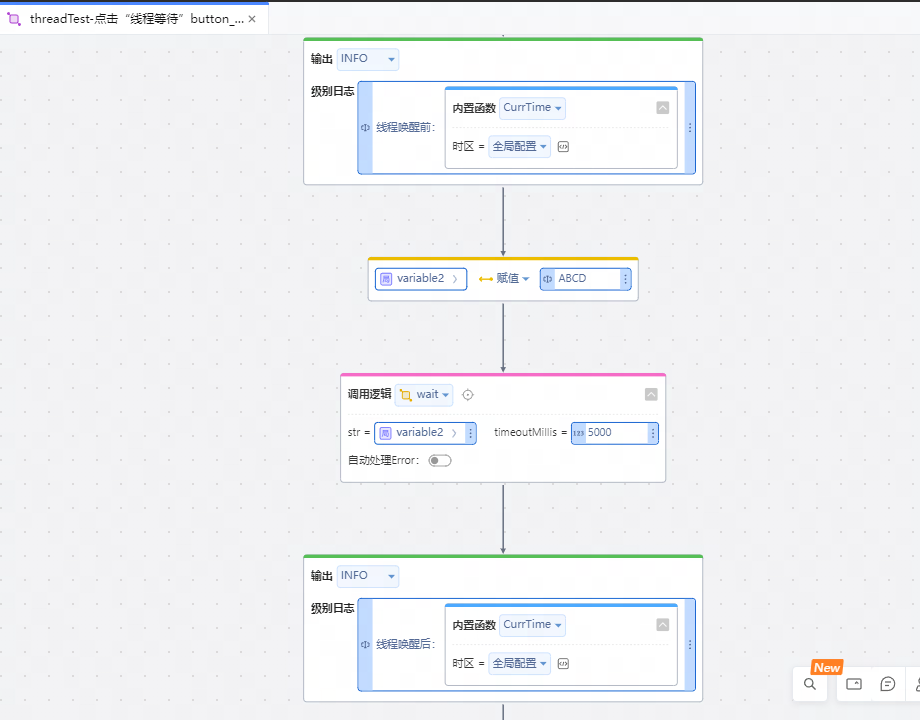 threadTest-点击“线程等待”button_...
输出 INFO
级别日志
内置函数 CurrTime
线程唤醒前：
时区 = 全局配置
局 variable2 赋值 ABCD
调用逻辑 wait
str = 局 variable2 timeoutMillis = 123 5000
自动处理Error：
输出 INFO
级别日志
内置函数 CurrTime
线程唤醒后：
时区 = 全局配置
New